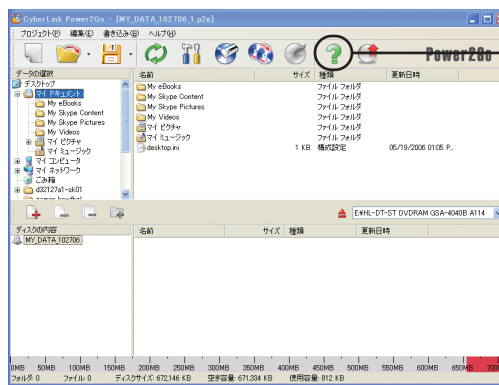 CyberLink Power2Go - [MY_DATA_102706_1.p2g]
プロジェクト(P) 編集(E) 書き込み(B) ヘルプ(H)
Power2Go
データの選択
デスクトップ
マイ ドキュメント
My eBooks
My Skype Content
My Skype Pictures
My Videos
マイ ピクチャ
マイ ミュージック
マイ コンピュータ
マイ ネットワーク
ごみ箱
d32127a1-sk01
名前 サイズ 種類 更新日時
My eBooks ファイル フォルダ
My Skype Content ファイル フォルダ
My Skype Pictures ファイル フォルダ
My Videos ファイル フォルダ
マイ ピクチャ ファイル フォルダ
マイ ミュージック ファイル フォルダ
desktop.ini 1 KB 構成設定 05/19/2006 01:05 P...
E¥HL-DT-ST DVDRAM GSA-4040B A114
ディスクの内容
MY_DATA_102706
名前 サイズ 種類 更新日時
0MB 50MB 100MB 150MB 200MB 250MB 300MB 350MB 400MB 450MB 500MB 550MB 600MB 650MB
フォルダ: 0 ファイル: 0 ディスクサイズ: 672,146 KB 空き容量: 671,334 KB 使用容量: 812 KB